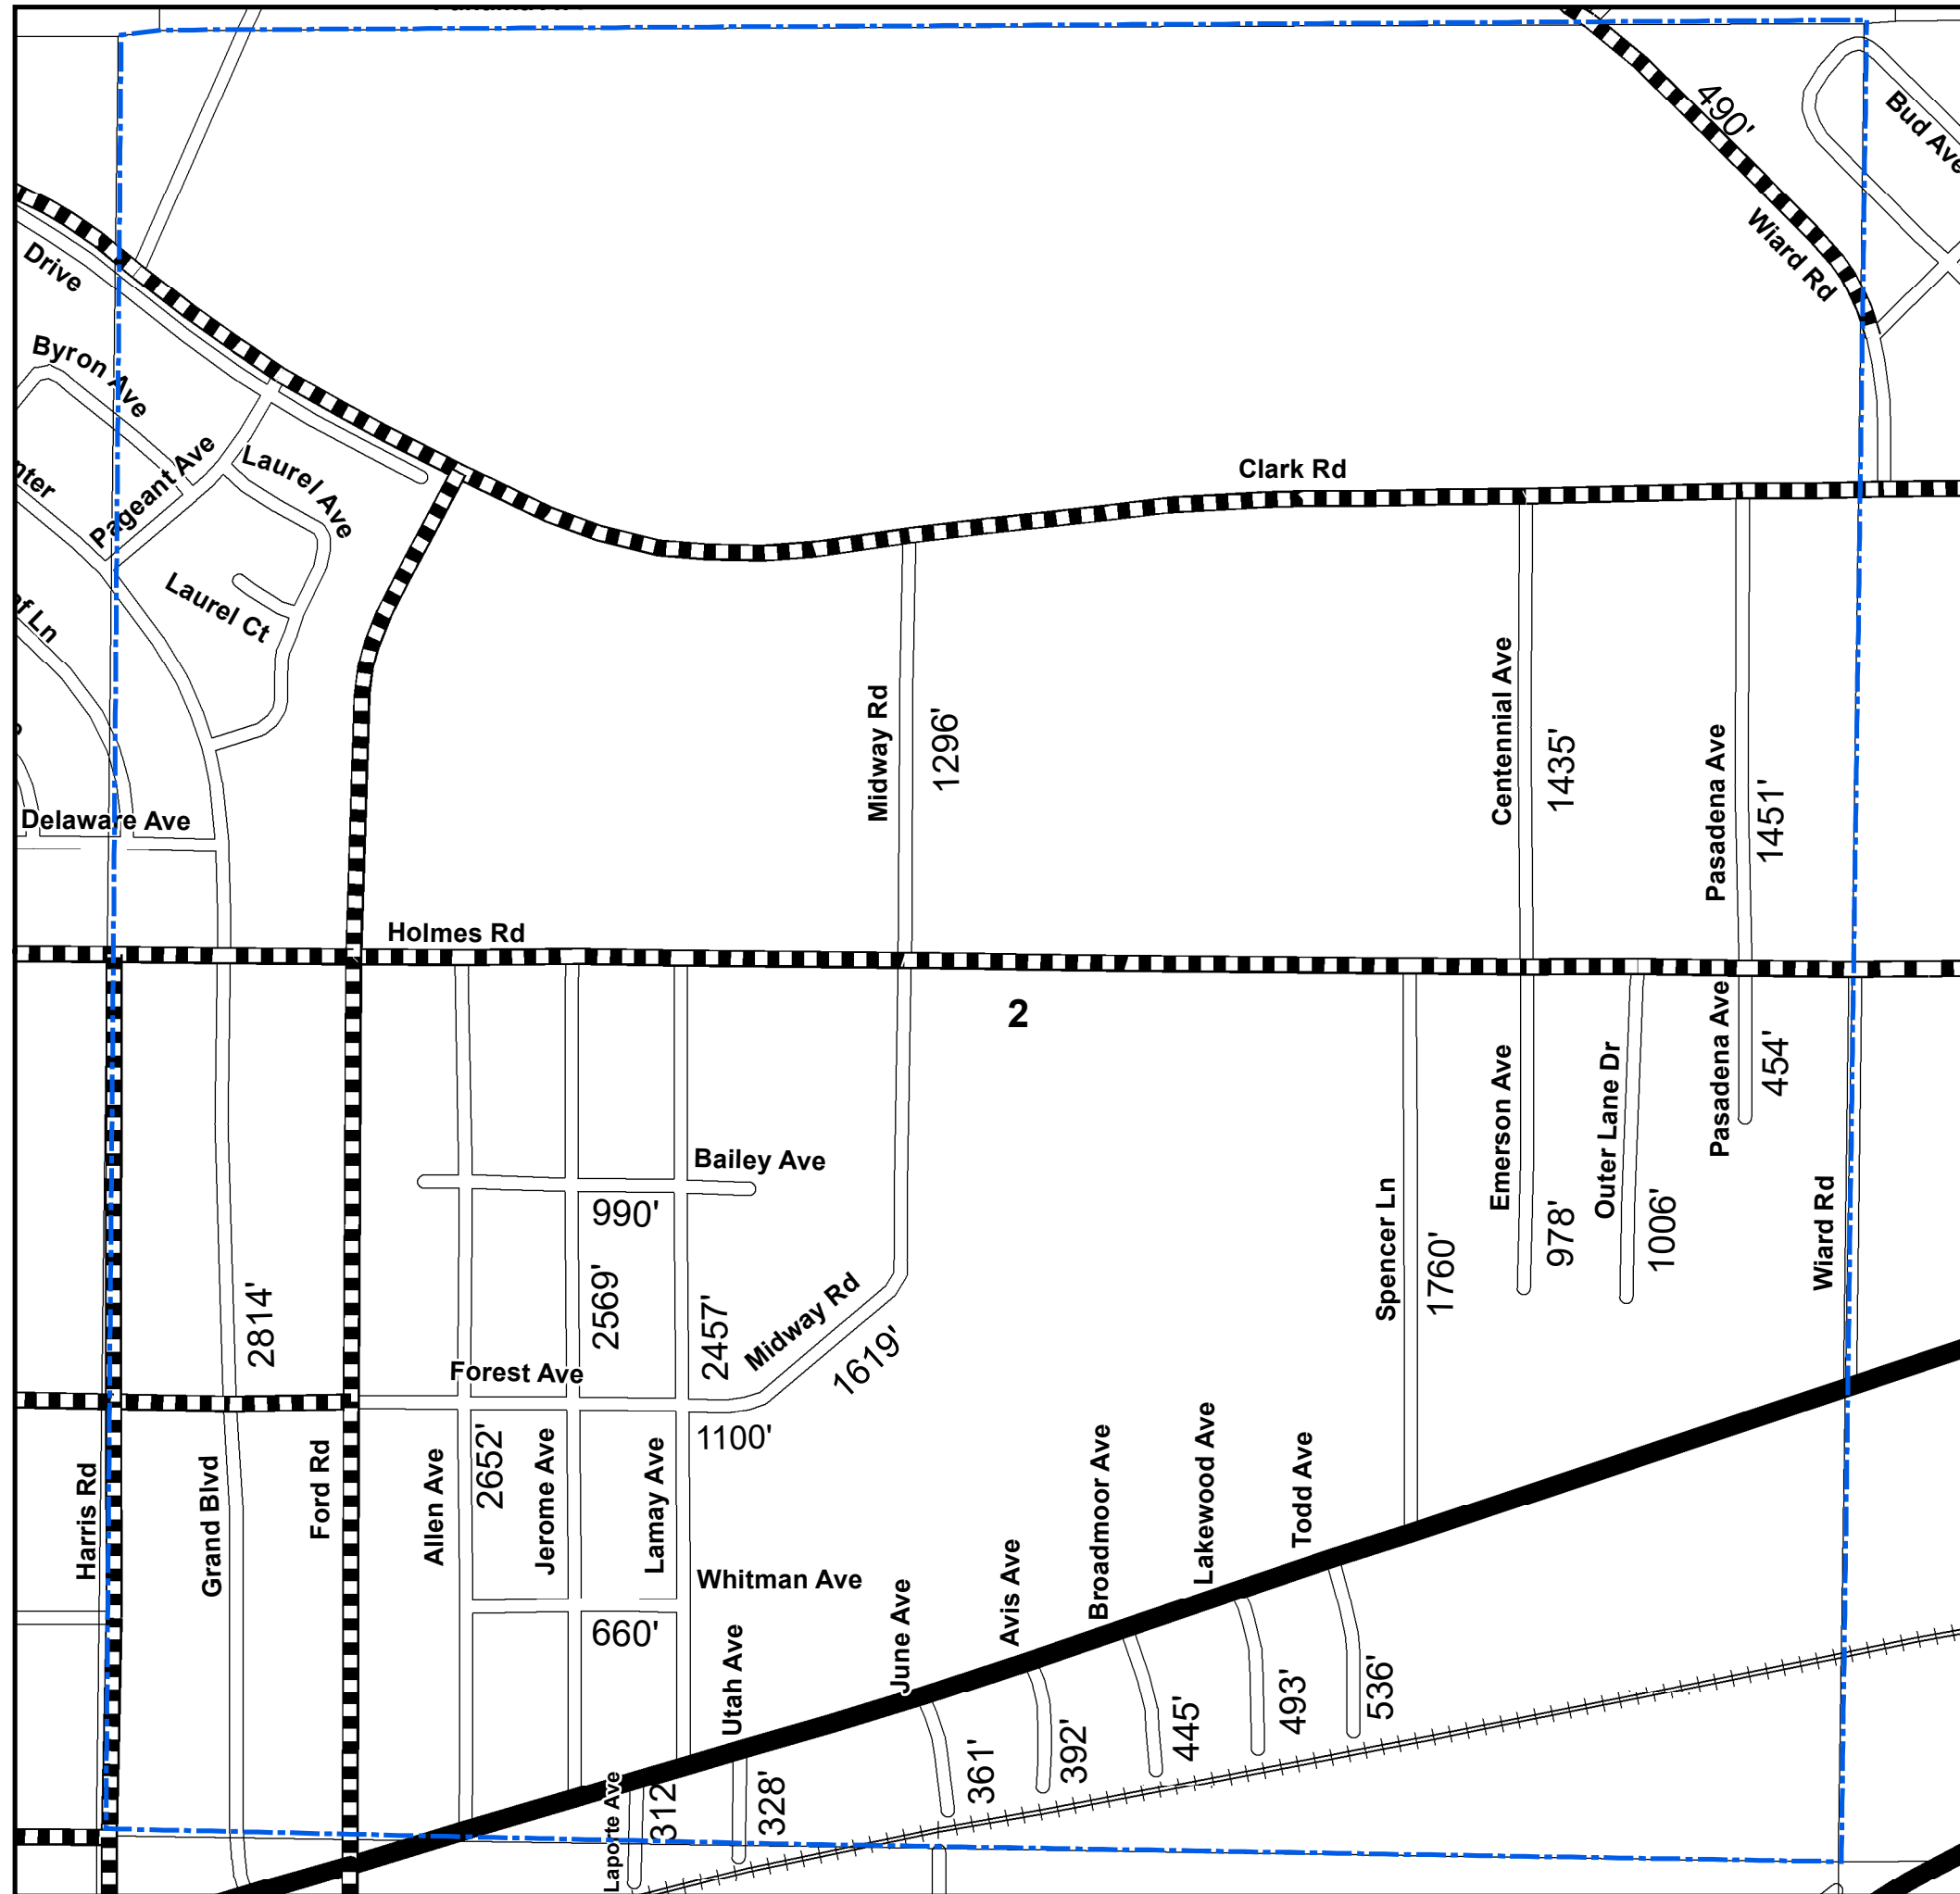 490'
Bud Ave
Wiard Rd
Drive
Byron Ave
Pageant Ave
Laurel Ave
Clark Rd
Laurel Ct
Ln
Midway Rd
1296'
Centennial Ave
1435'
Pasadena Ave
1451'
Delaware Ave
Holmes Rd
2
Pasadena Ave
454'
Emerson Ave
978'
Outer Lane Dr
1006'
Wiard Rd
Spencer Ln
1760'
Bailey Ave
990'
2569'
2457'
Midway Rd
1619'
2814'
Forest Ave
1100'
2652'
Harris Rd
Grand Blvd
Ford Rd
Allen Ave
Jerome Ave
Lamay Ave
Whitman Ave
660'
Utah Ave
June Ave
Avis Ave
Broadmoor Ave
Lakewood Ave
Todd Ave
Laporte Ave
312
328'
361'
392'
445'
493'
536'